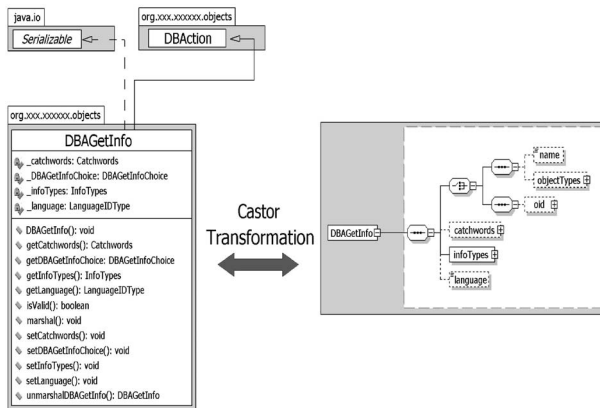 java.io
Serializable
org.xxx.xxxxxx.objects
DBAction
org.xxx.xxxxxx.objects
DBAGetInfo
_catchwords: Catchwords
_DBAGetInfoChoice: DBAGetInfoChoice
_infoTypes: InfoTypes
_language: LanguageIDType
DBAGetInfo(): void
getCatchwords(): Catchwords
getDBAGetInfoChoice: DBAGetInfoChoice
getInfoTypes(): InfoTypes
getLanguage(): LanguageIDType
isValid(): boolean
marshal(): void
setCatchwords(): void
setDBAGetInfoChoice(): void
setInfoTypes(): void
setLanguage(): void
unmarshalDBAGetInfo(): DBAGetInfo
Castor
Transformation
DBAGetInfo
name
objectTypes
oid
catchwords
infoTypes
language